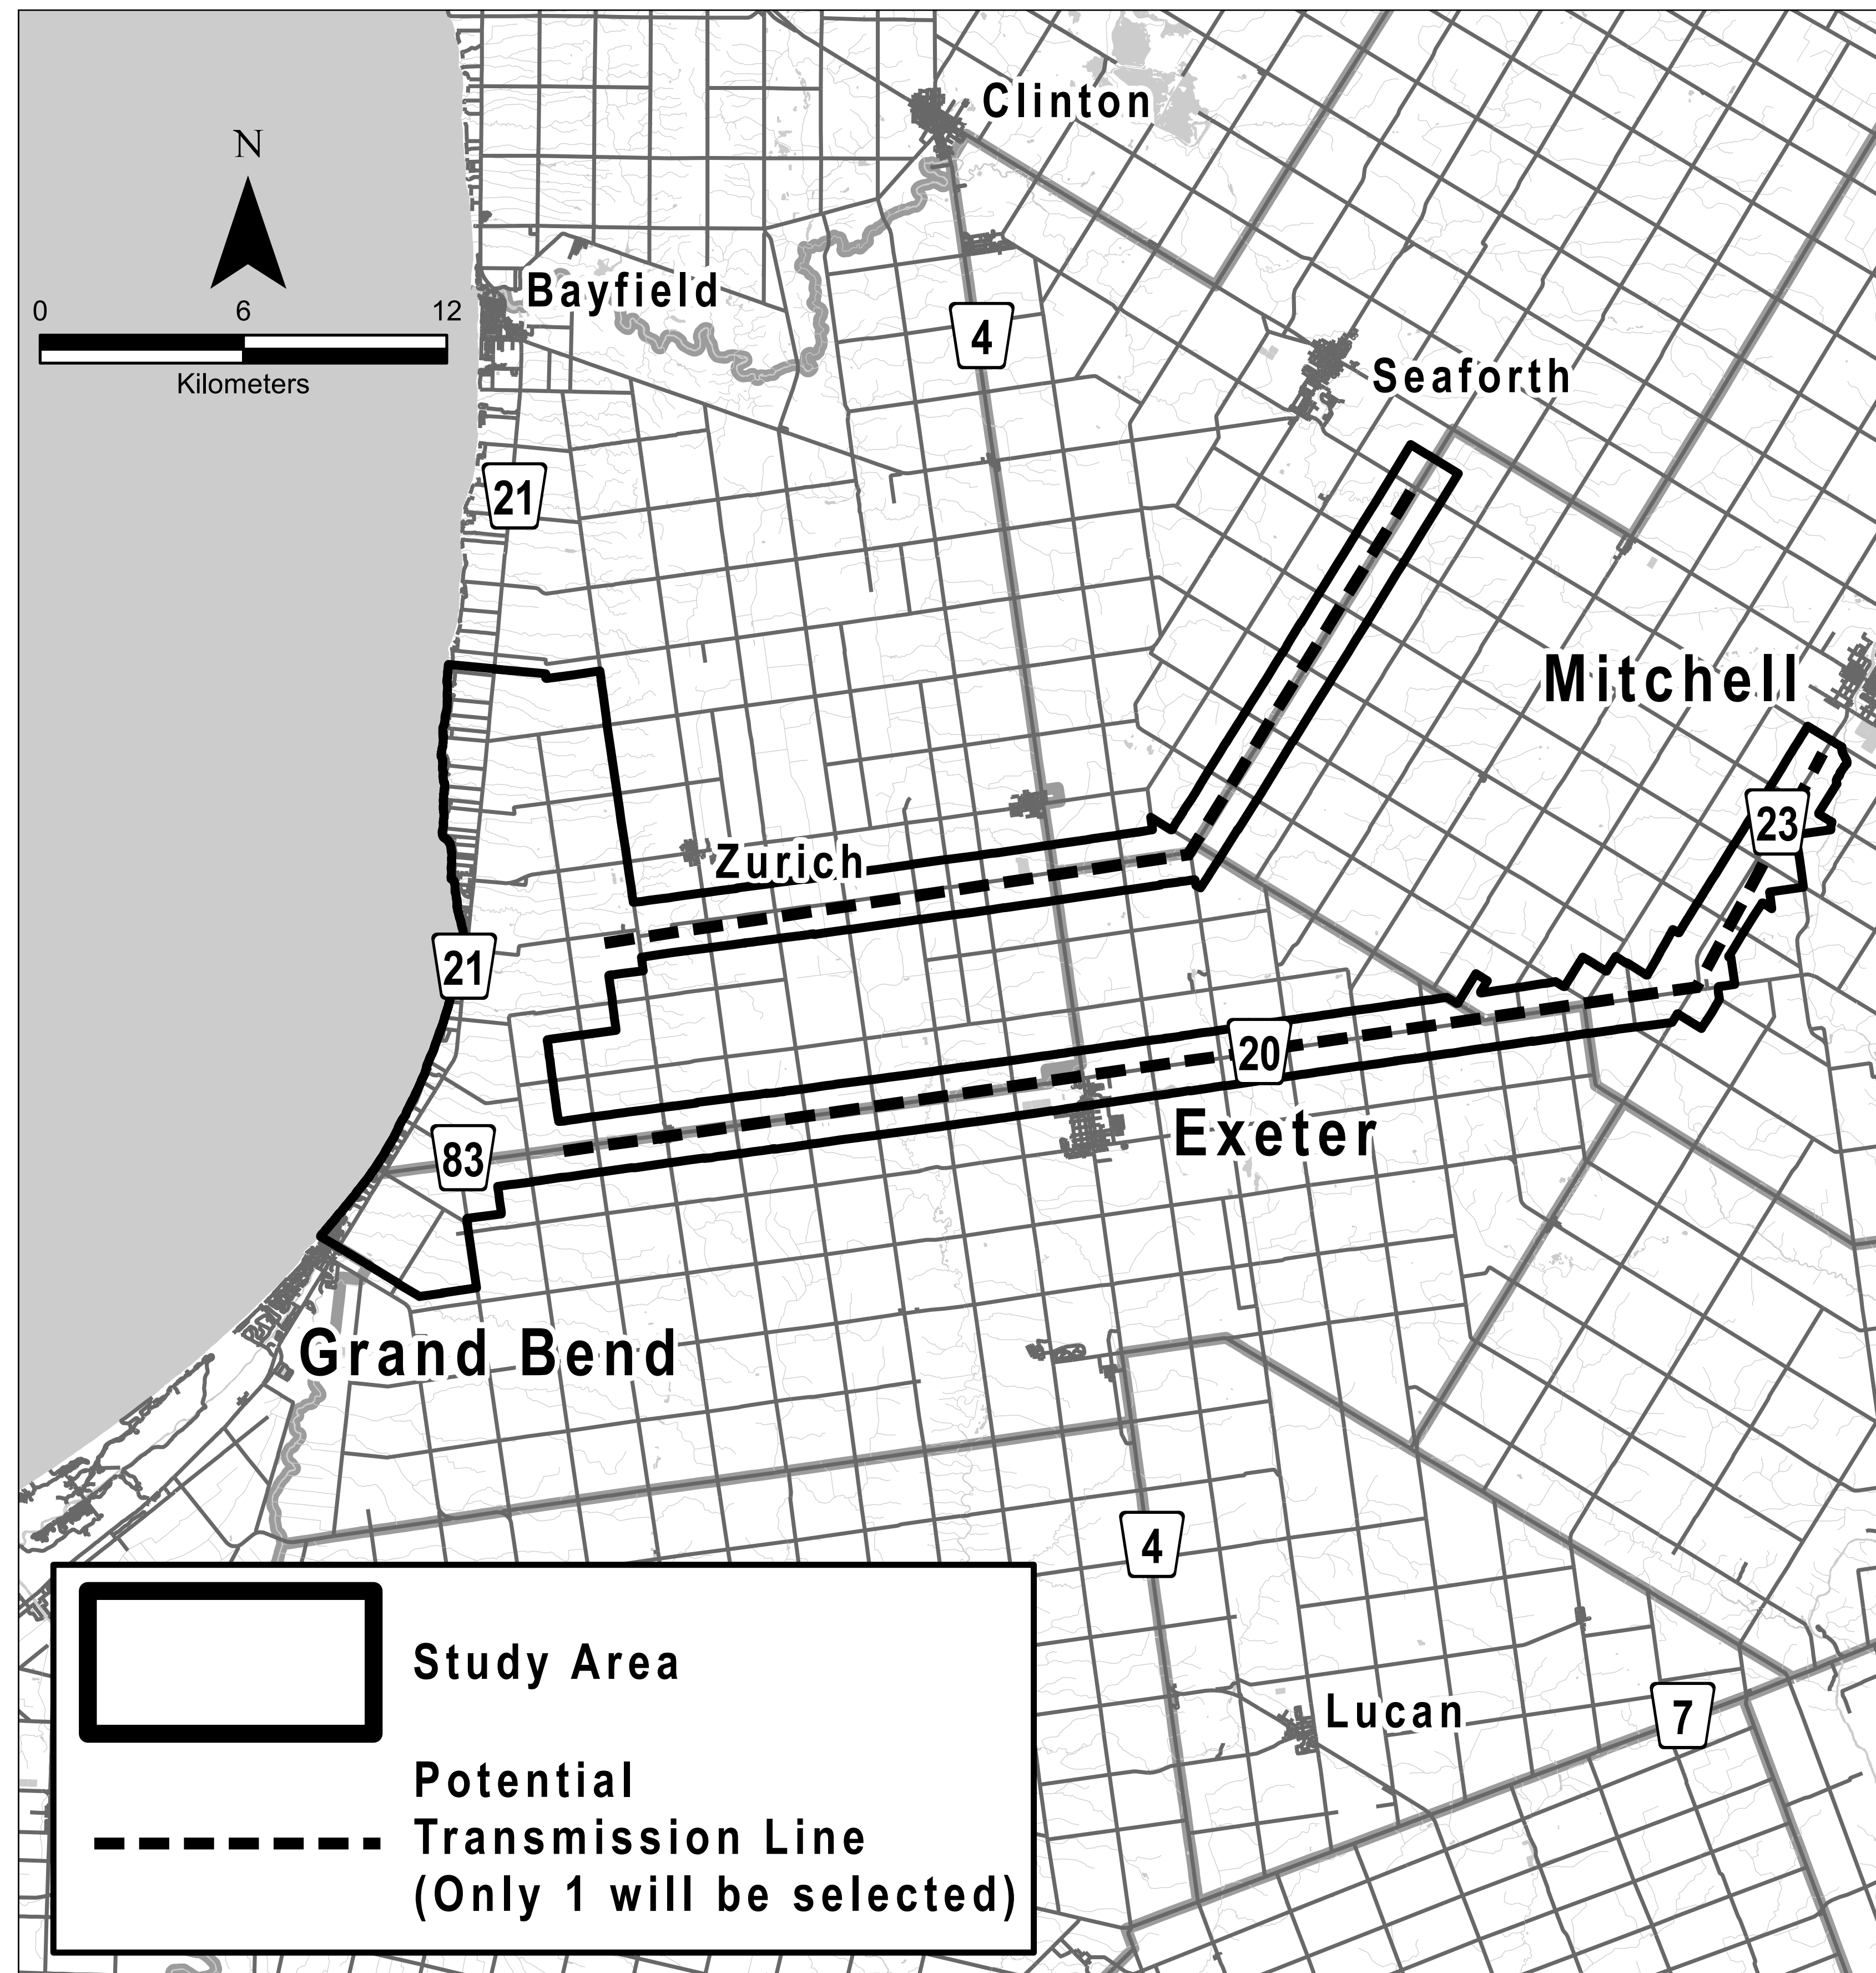 Clinton
N
Bayfield
0 6 12
Kilometers
4
Seaforth
21
Mitchell
23
Zurich
21
20
83
Exeter
Grand Bend
4
Study Area
Lucan
7
Potential
Transmission Line
(Only 1 will be selected)